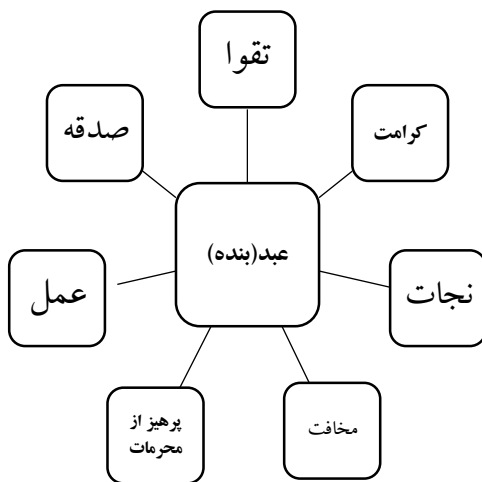 تقوا
کرامت
صدقه
عبد(بنده)
نجات
عمل
مخافت
پرهیز از
محرمات